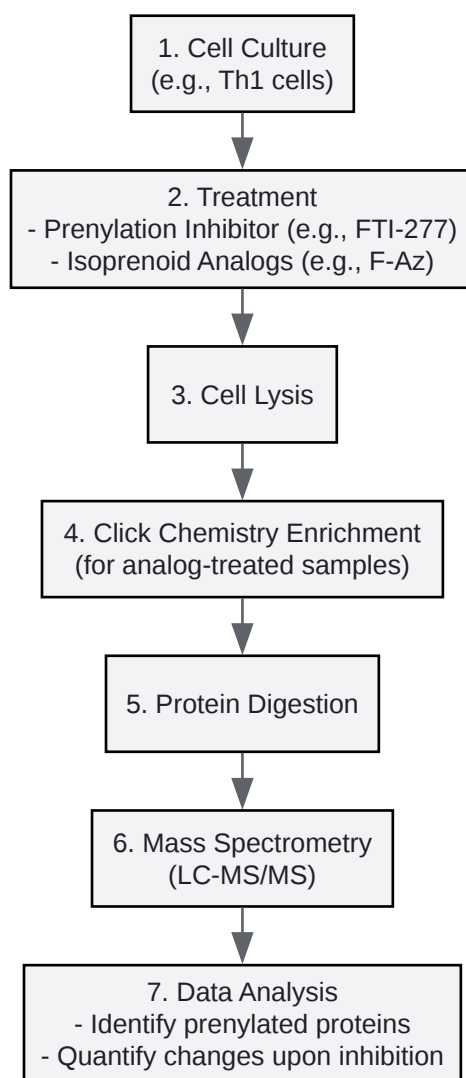 1. Cell Culture
(e.g., Th1 cells)
2. Treatment
- Prenylation Inhibitor (e.g., FTI-277)
- Isoprenoid Analogs (e.g., F-Az)
3. Cell Lysis
4. Click Chemistry Enrichment
(for analog-treated samples)
5. Protein Digestion
6. Mass Spectrometry
(LC-MS/MS)
7. Data Analysis
- Identify prenylated proteins
- Quantify changes upon inhibition